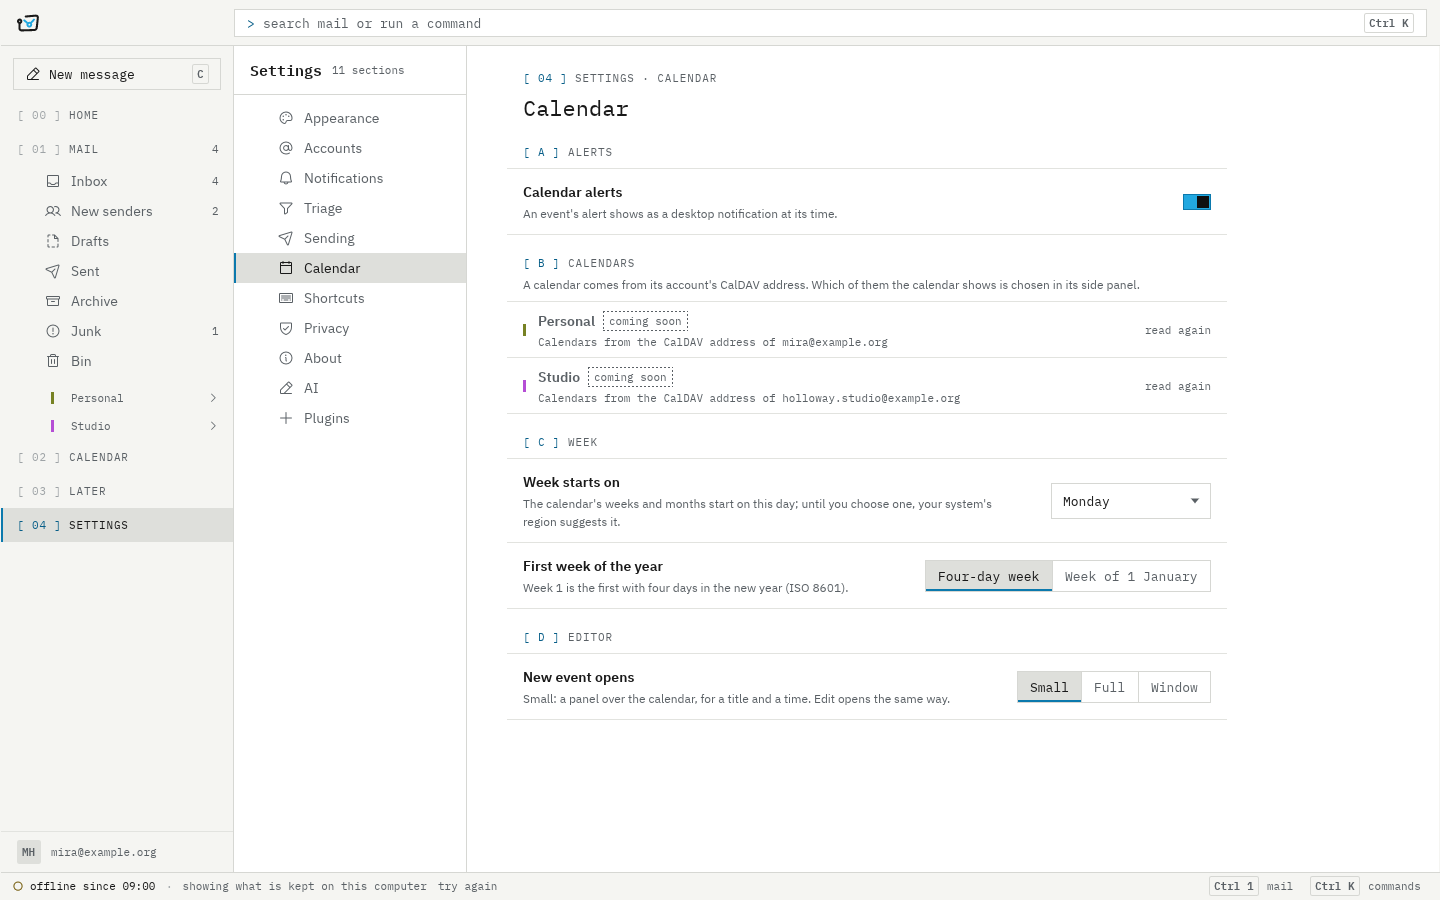 > search mail or run a command
Ctrl K
New message
C
[ 00 ] HOME
[ 01 ] MAIL 4
Inbox 4
New senders 2
Drafts
Sent
Archive
Junk 1
Bin
Personal
Studio
[ 02 ] CALENDAR
[ 03 ] LATER
[ 04 ] SETTINGS
MH mira@example.org
Settings 11 sections
Appearance
Accounts
Notifications
Triage
Sending
Calendar
Shortcuts
Privacy
About
AI
Plugins
[ 04 ] SETTINGS · CALENDAR
Calendar
[ A ] ALERTS
Calendar alerts
An event's alert shows as a desktop notification at its time.
[ B ] CALENDARS
A calendar comes from its account's CalDAV address. Which of them the calendar shows is chosen in its side panel.
Personal coming soon
Calendars from the CalDAV address of mira@example.org
read again
Studio coming soon
Calendars from the CalDAV address of holloway.studio@example.org
read again
[ C ] WEEK
Week starts on
The calendar's weeks and months start on this day; until you choose one, your system's
region suggests it.
Monday
First week of the year
Week 1 is the first with four days in the new year (ISO 8601).
Four-day week Week of 1 January
[ D ] EDITOR
New event opens
Small: a panel over the calendar, for a title and a time. Edit opens the same way.
Small Full Window
offline since 09:00 · showing what is kept on this computer try again
Ctrl 1 mail Ctrl K commands